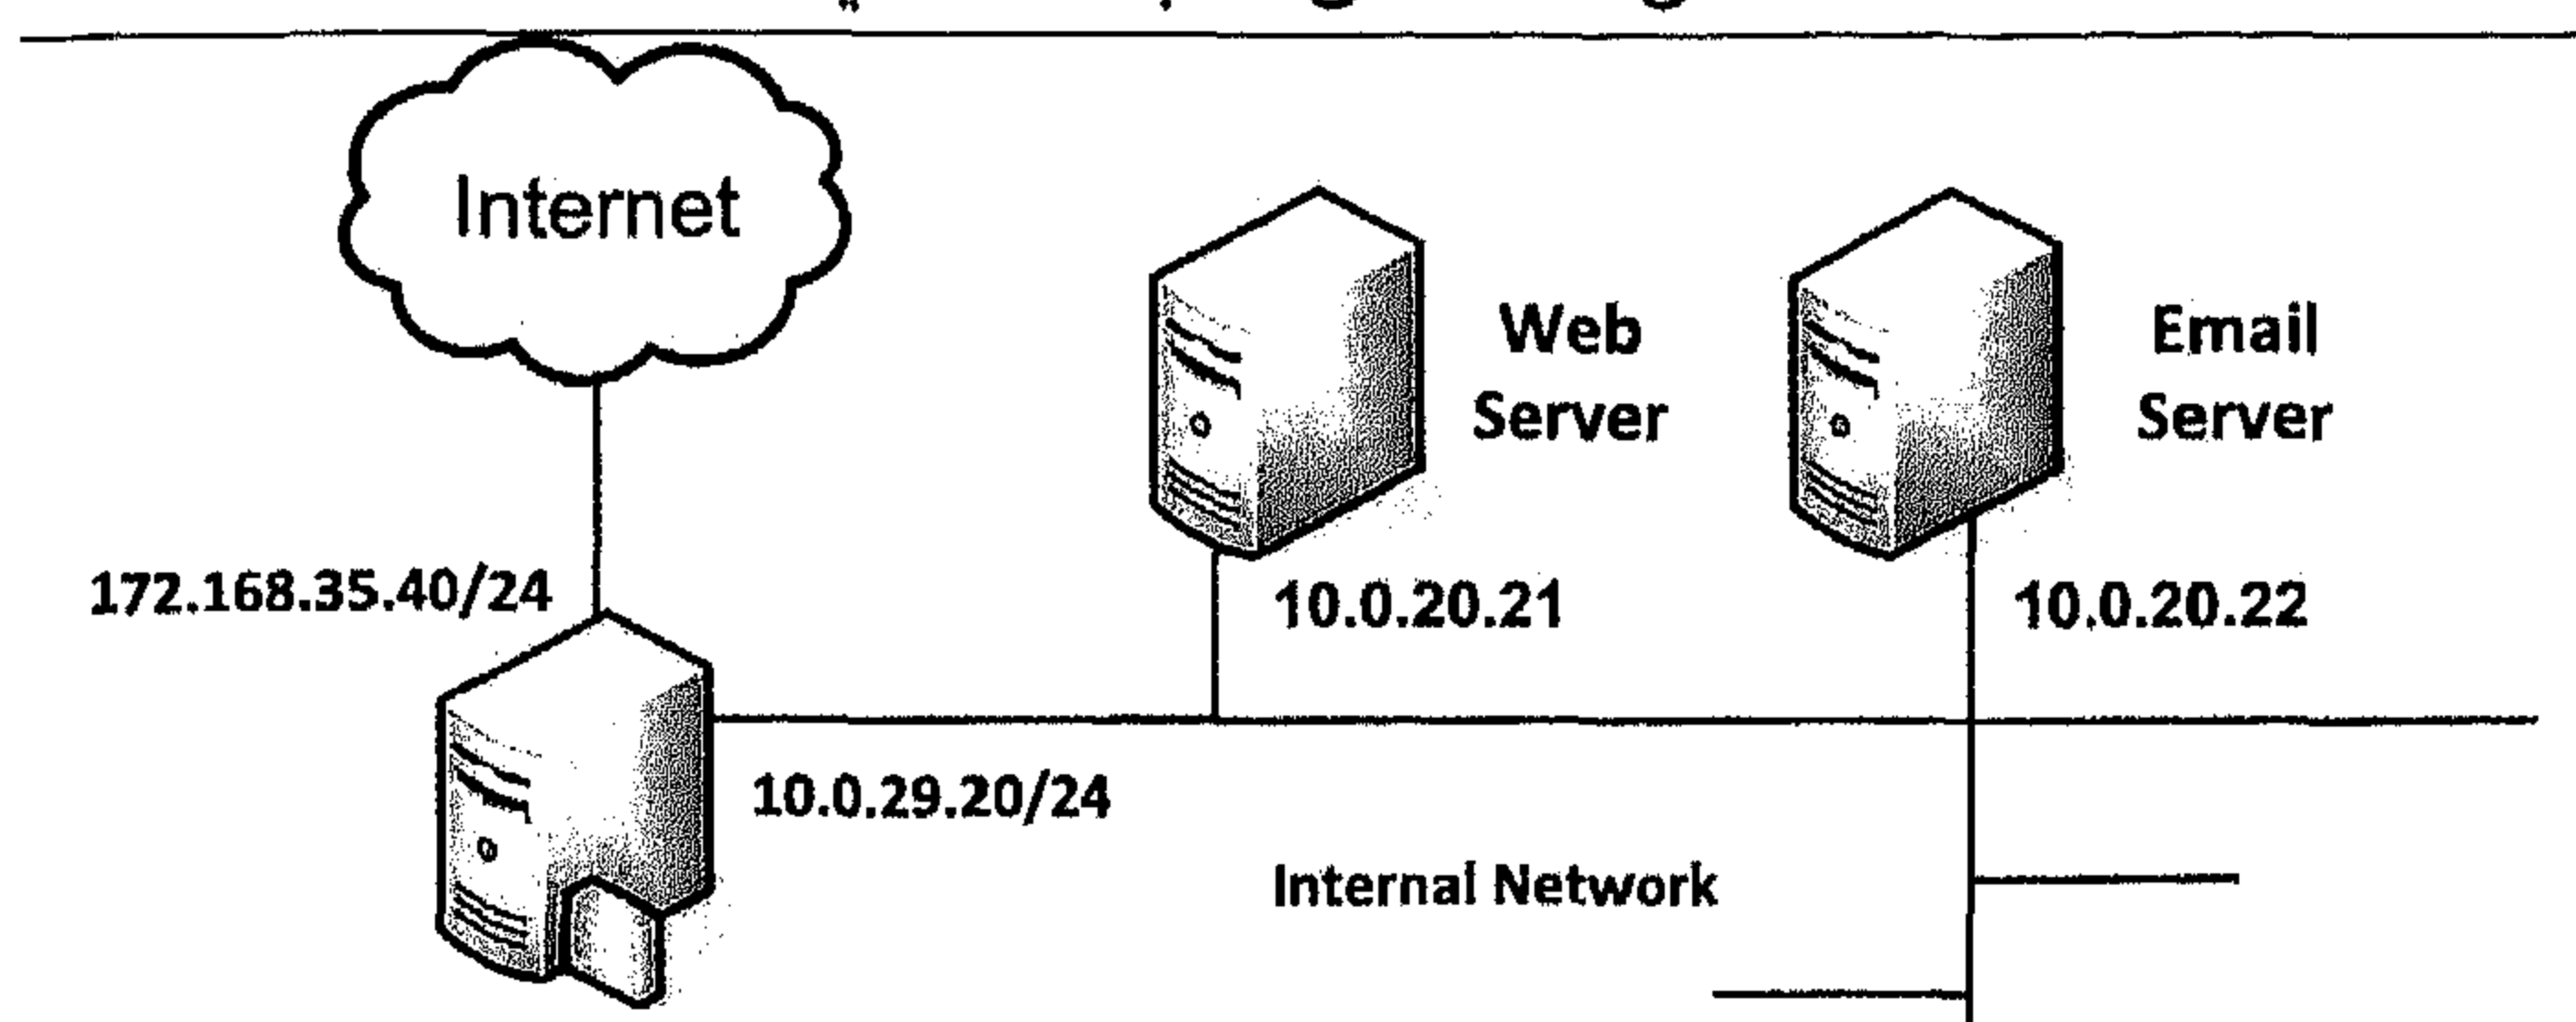 Internet
Web
Server
Email
Server
172.168.35.40/24
10.0.20.21
10.0.20.22
10.0.29.20/24
Internal Network